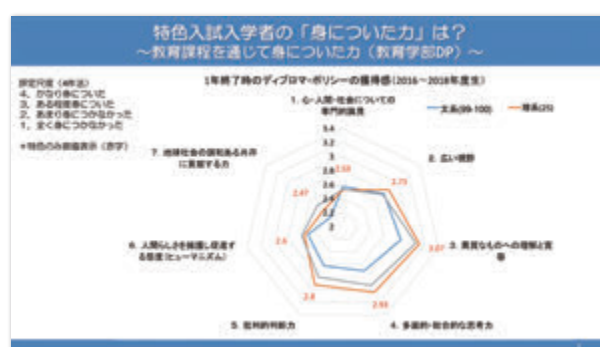 特色入試入学者の「身についた力」は？
～教育課程を通じて身についた力（教育学部DP）～
1年終了時のディプロマ・ポリシーの獲得感（2016～2018年度生）
評定尺度（4件法）
4. かなり身についた
3. ある程度身についた
2. あまり身につかなかった
1. 全く身につかなかった
＊特色のみ数値表示（赤字）
文系(99-100)
特色(25)
1. 心・人間・社会についての
専門的識見
2. 広い視野
3. 異質なものへの理解と寛
容
4. 多面的・総合的な思考力
5. 批判的判断力
6. 人間らしさを擁護し促進す
る態度（ヒューマニズム）
7. 地球社会の調和ある共存
に貢献する力
3.4
3.2
3
2.8
2.6
2.4
2.2
2
2.73
3.07
2.8
2.6
2.47